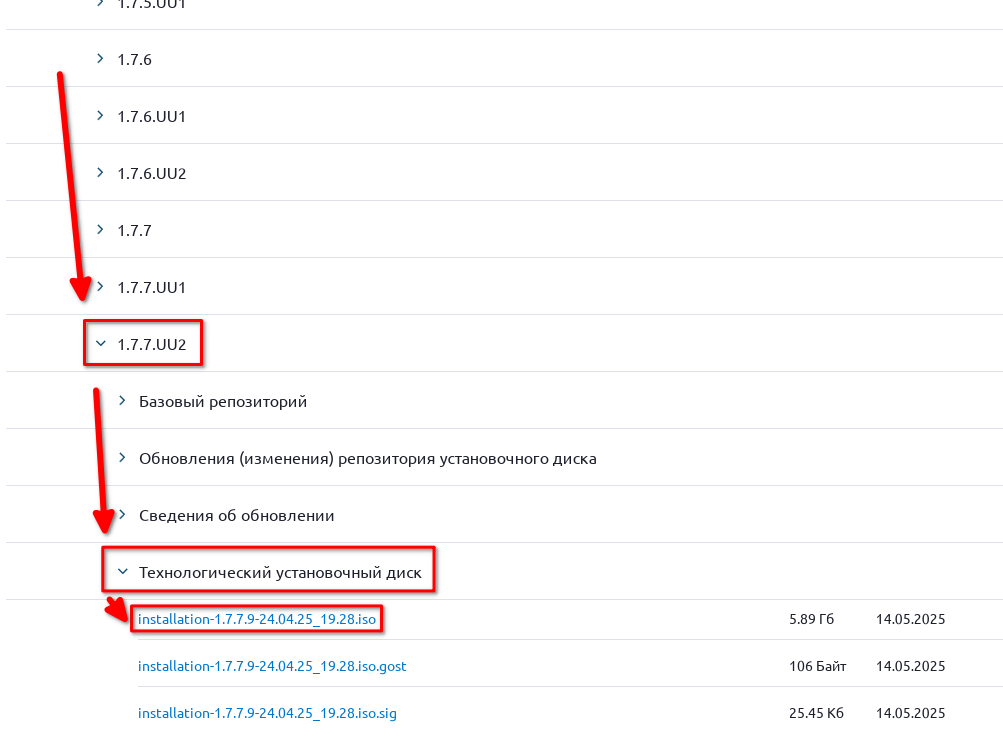 1.7.5.UU1
1.7.6
1.7.6.UU1
1.7.6.UU2
1.7.7
1.7.7.UU1
1.7.7.UU2
Базовый репозиторий
Обновления (изменения) репозитория установочного диска
Сведения об обновлении
Технологический установочный диск
installation-1.7.7.9-24.04.25_19.28.iso 5.89 Гб 14.05.2025
installation-1.7.7.9-24.04.25_19.28.iso.gost 106 Байт 14.05.2025
installation-1.7.7.9-24.04.25_19.28.iso.sig 25.45 Кб 14.05.2025